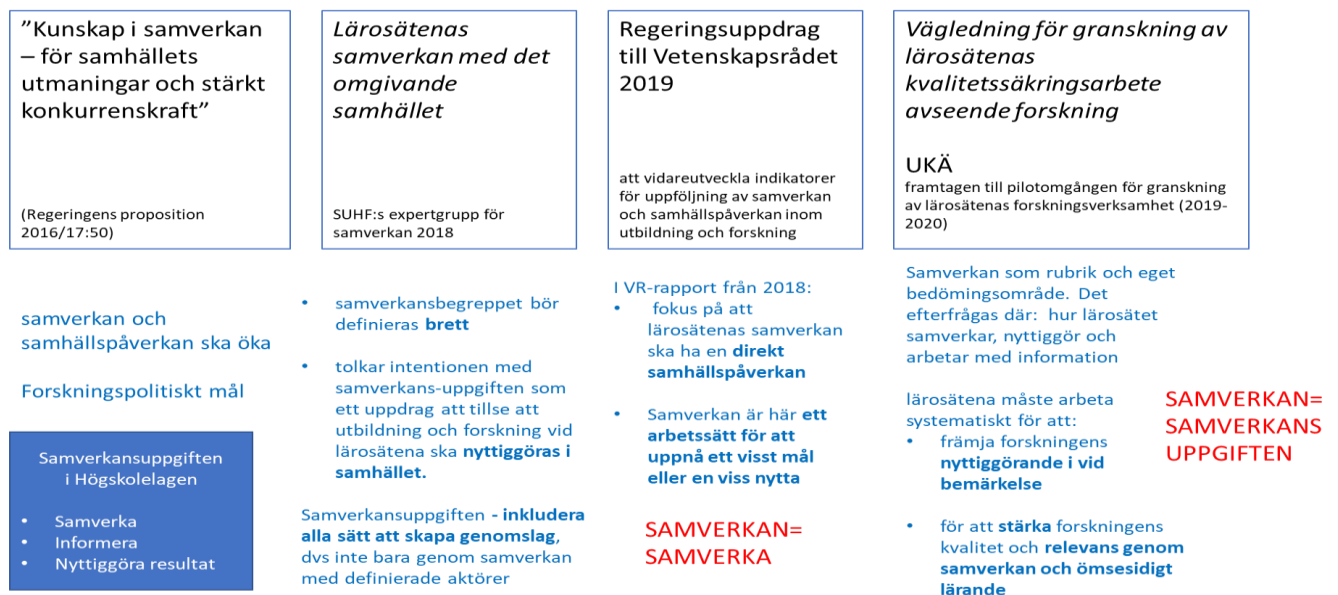 ”Kunskap i samverkan
– för samhällets
utmaningar och stärkt
konkurrenskraft”
(Regeringens proposition
2016/17:50)
samverkan och
samhällspåverkan ska öka
Forskningspolitiskt mål
Samverkansuppgiften
i Högskolelagen
• Samverka
• Informera
• Nyttiggöra resultat
Lärosätenas
samverkan med det
omgivande
samhället
SUHF:s expertgrupp för
samverkan 2018
• samverkansbegreppet bör
definieras brett
• tolkar intentionen med
samverkans-uppgiften som
ett uppdrag att tillse att
utbildning och forskning vid
lärosätena ska nyttiggöras i
samhället.
Samverkansuppgiften - inkludera
alla sätt att skapa genomslag,
dvs inte bara genom samverkan
med definierade aktörer
Regeringsuppdrag
till Vetenskapsrådet
2019
att vidareutveckla indikatorer
för uppföljning av samverkan
och samhällspåverkan inom
utbildning och forskning
I VR-rapport från 2018:
• fokus på att
lärosätenas samverkan
ska ha en direkt
samhällspåverkan
• Samverkan är här ett
arbetssätt för att
uppnå ett visst mål
eller en viss nytta
SAMVERKAN=
SAMVERKA
Vägledning för granskning av
lärosätenas
kvalitetssäkringsarbete
avseende forskning
UKÄ
framtagen till pilotomgången för granskning
av lärosätenas forskningsverksamhet (2019-
2020)
Samverkan som rubrik och eget
bedömingsområde. Det
efterfrågas där: hur lärosätet
samverkar, nyttiggör och
arbetar med information
lärosätena måste arbeta
systematiskt för att:
• främja forskningens
nyttiggörande i vid
bemärkelse
• för att stärka forskningens
kvalitet och relevans genom
samverkan och ömsesidigt
lärande
SAMVERKAN=
SAMVERKANS
UPPGIFTEN